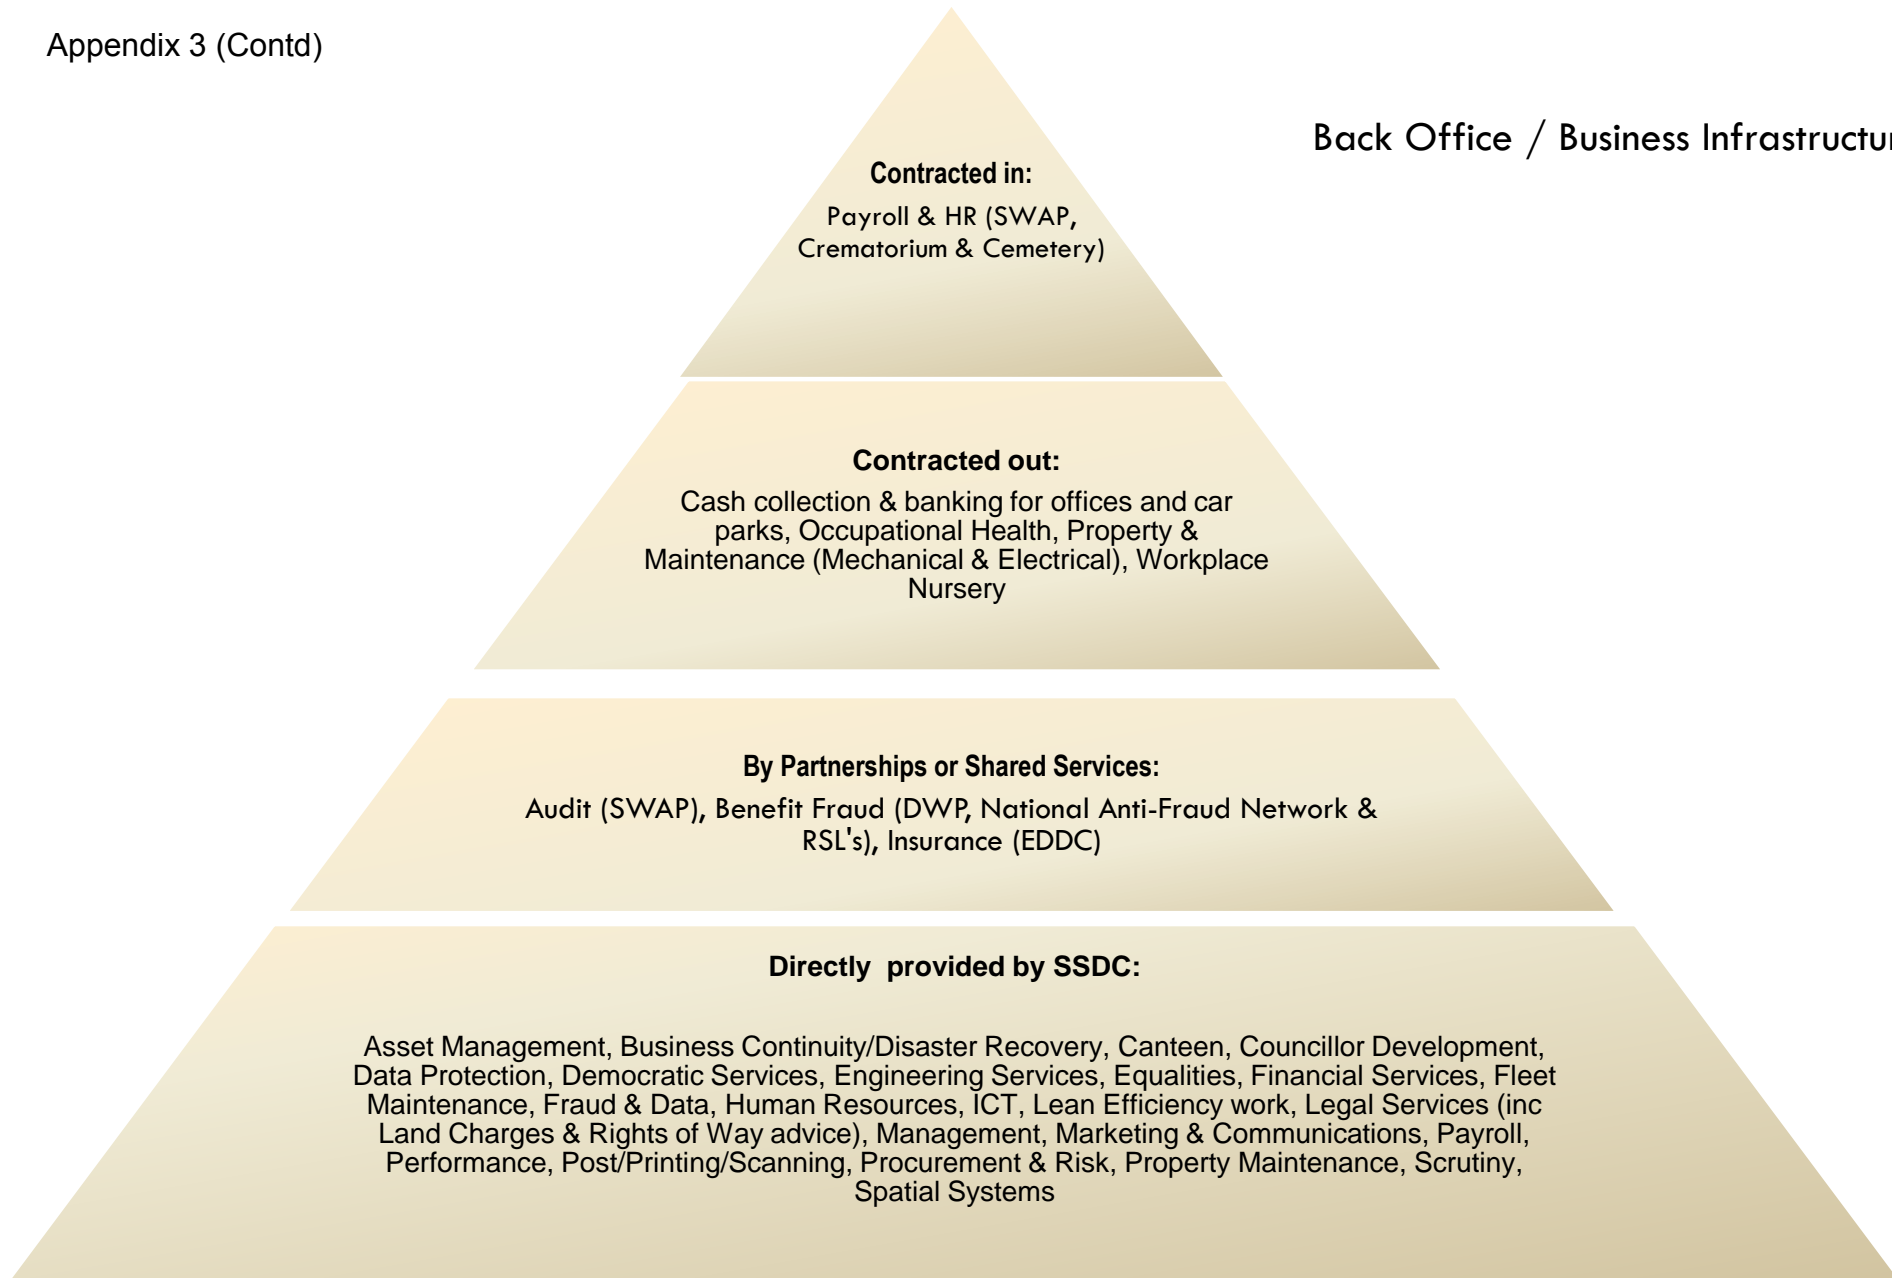 Appendix 3 (Contd)
Back Office / Business Infrastructu
Contracted in:
Payroll & HR (SWAP,
Crematorium & Cemetery)
Contracted out:
Cash collection & banking for offices and car
parks, Occupational Health, Property &
Maintenance (Mechanical & Electrical), Workplace
Nursery
By Partnerships or Shared Services:
Audit (SWAP), Benefit Fraud (DWP, National Anti-Fraud Network &
RSL's), Insurance (EDDC)
Directly  provided by SSDC:
Asset Management, Business Continuity/Disaster Recovery, Canteen, Councillor Development,
Data Protection, Democratic Services, Engineering Services, Equalities, Financial Services, Fleet
Maintenance, Fraud & Data, Human Resources, ICT, Lean Efficiency work, Legal Services (inc
Land Charges & Rights of Way advice), Management, Marketing & Communications, Payroll,
Performance, Post/Printing/Scanning, Procurement & Risk, Property Maintenance, Scrutiny,
Spatial Systems